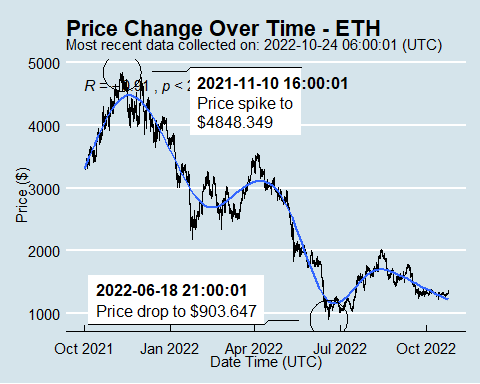 Price Change Over Time - ETH
Most recent data collected on: 2022-10-24 06:00:01 (UTC)
5000
4000
3000
2000
1000
Price ($)
R =
, p <
2021-11-10 16:00:01
Price spike to
$4848.349
2022-06-18 21:00:01
Price drop to $903.647
Oct 2021
Jan 2022
Apr 2022
Jul 2022
Oct 2022
Date Time (UTC)